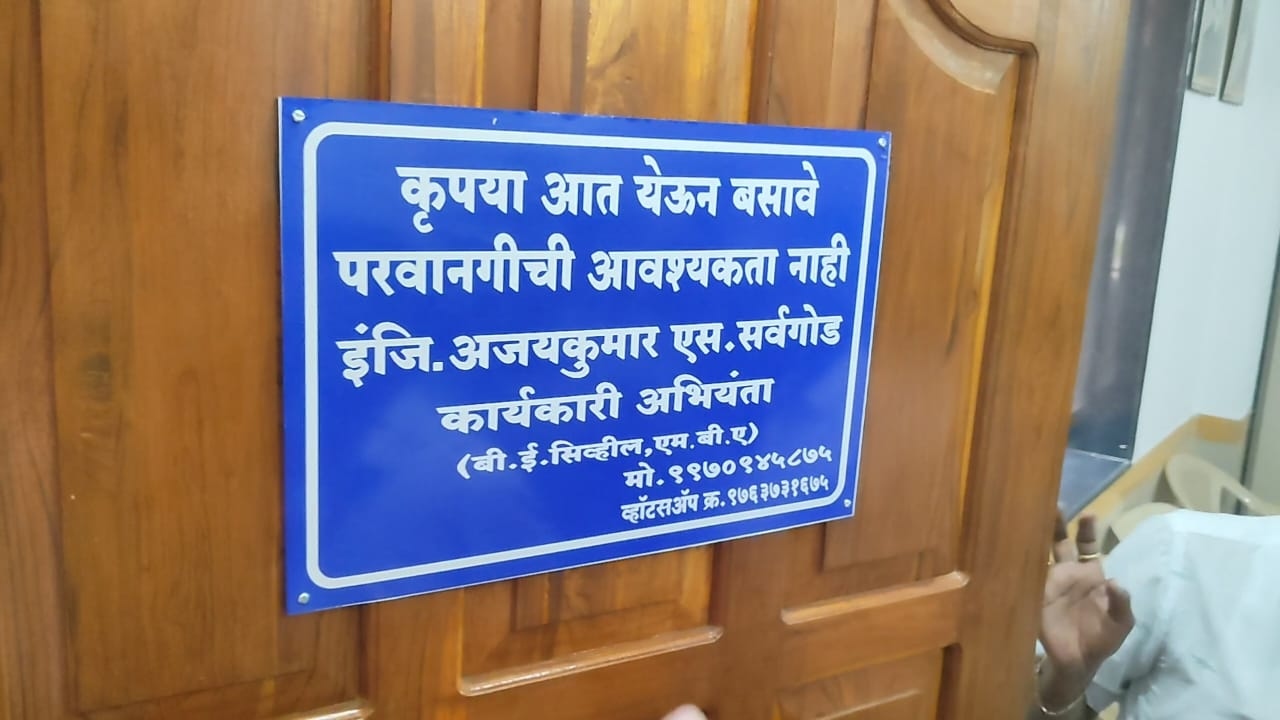 कृपया आत येऊन बसावे
परवानगीची आवश्यकता नाही
इंजि.अजयकुमार एस.सर्वगोड
कार्यकारी अभियंता
(बी.ई.सिव्हील,एम.बी.ए)
मो.९९७०९४५८७५
व्हॉटसॲप क्र.९७६३७३१६७५